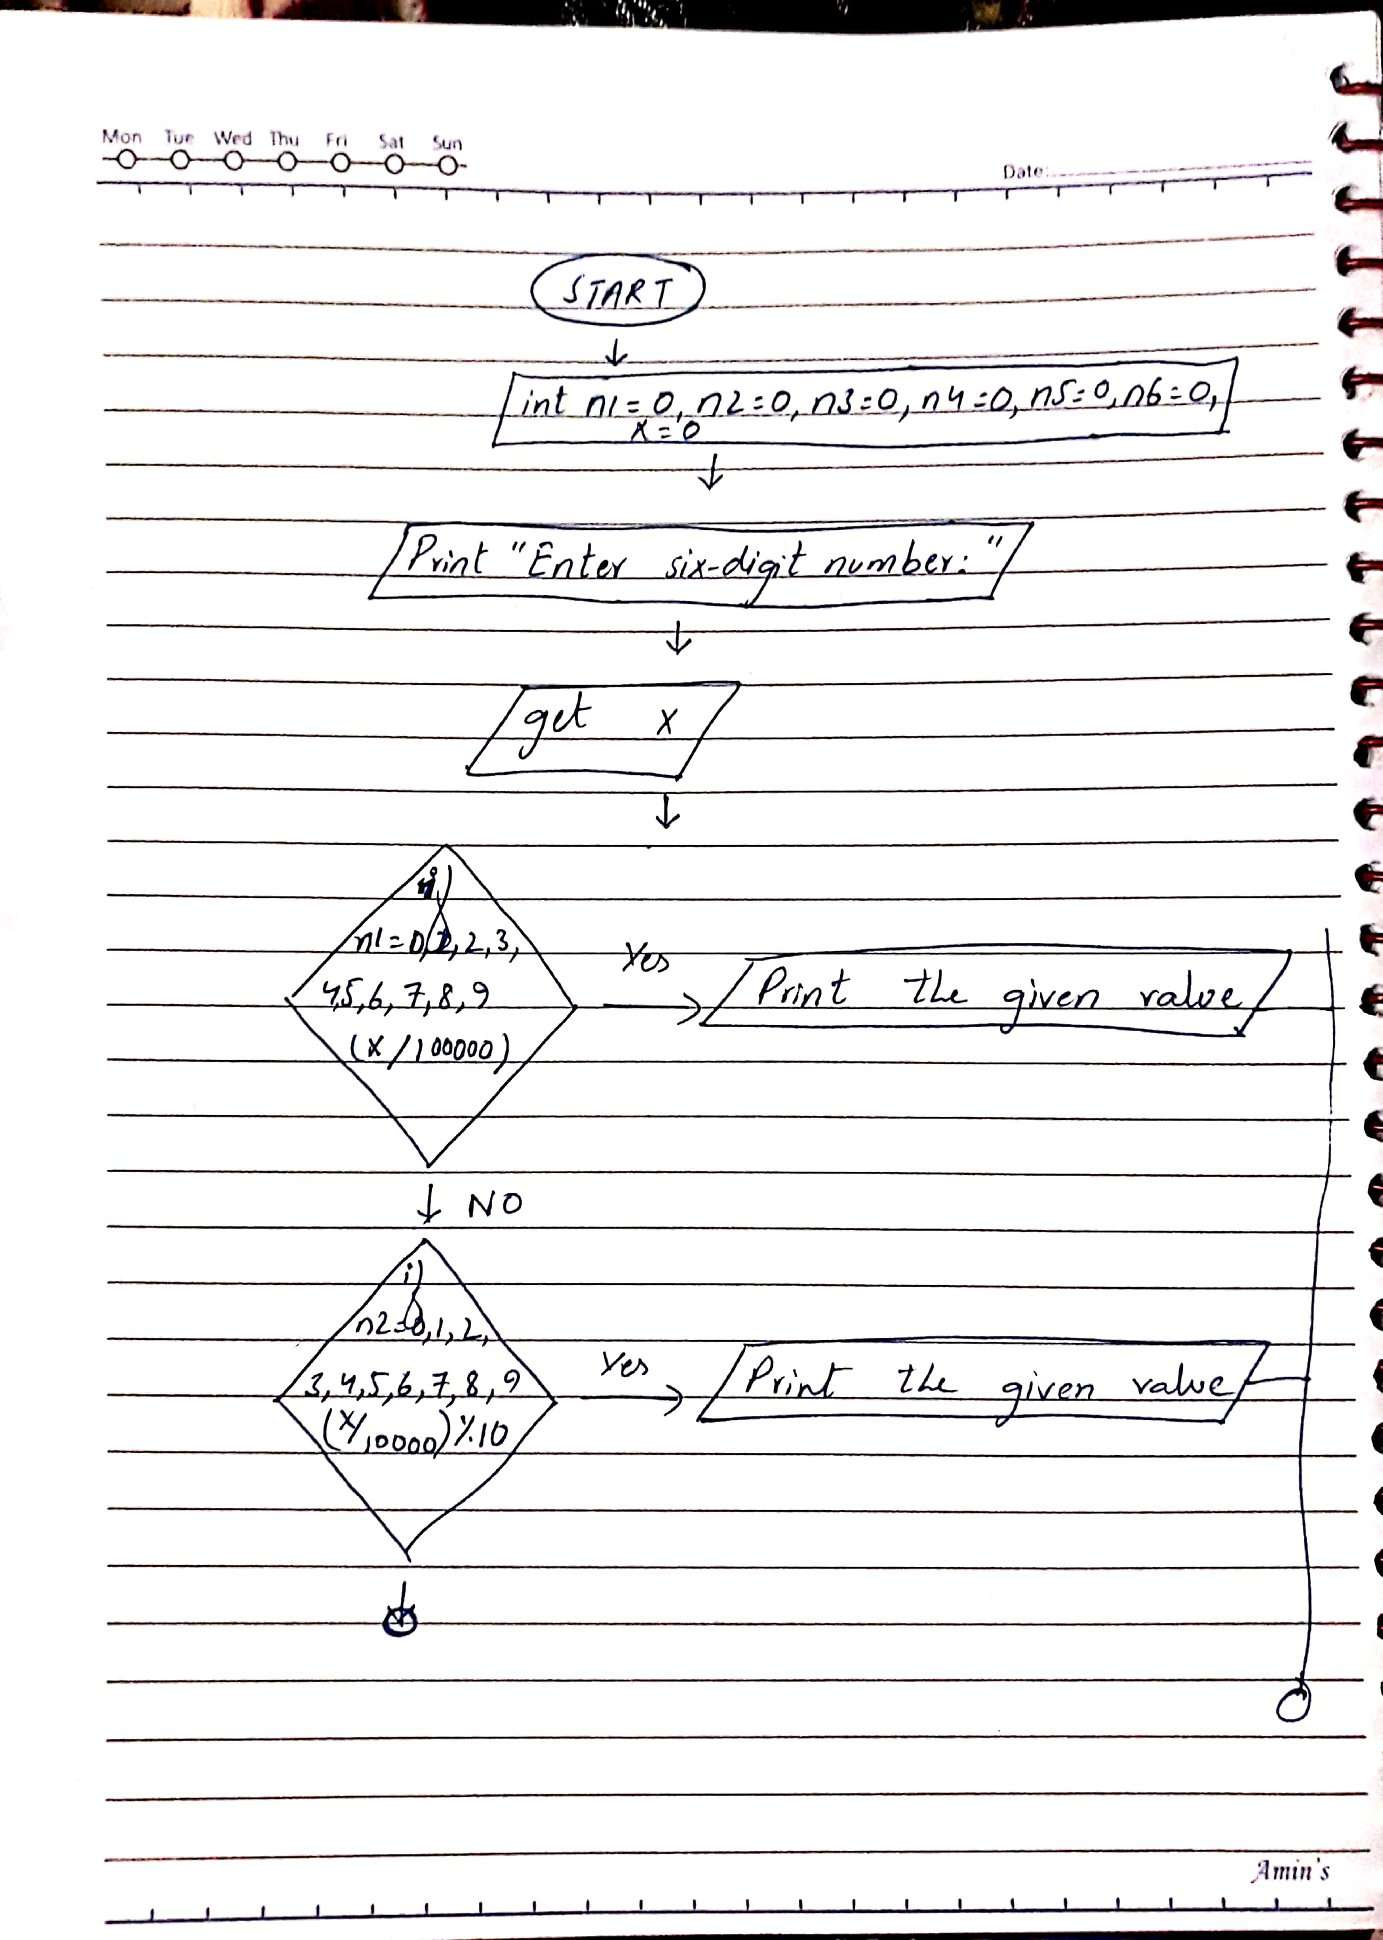 Mon Tue Wed Thu Fri Sat Sun
Date:
START
int n1=0, n2=0, n3=0, n4=0, n5=0, n6=0,
x=0
Print "Enter six-digit number:"
get x
n1=0,1,2,3,
4,5,6,7,8,9
(x/100000)
Yes
Print the given value
NO
i)
n2=0,1,2,
3,4,5,6,7,8,9
(x/10000)%10
Yes
Print the given value
Amin's